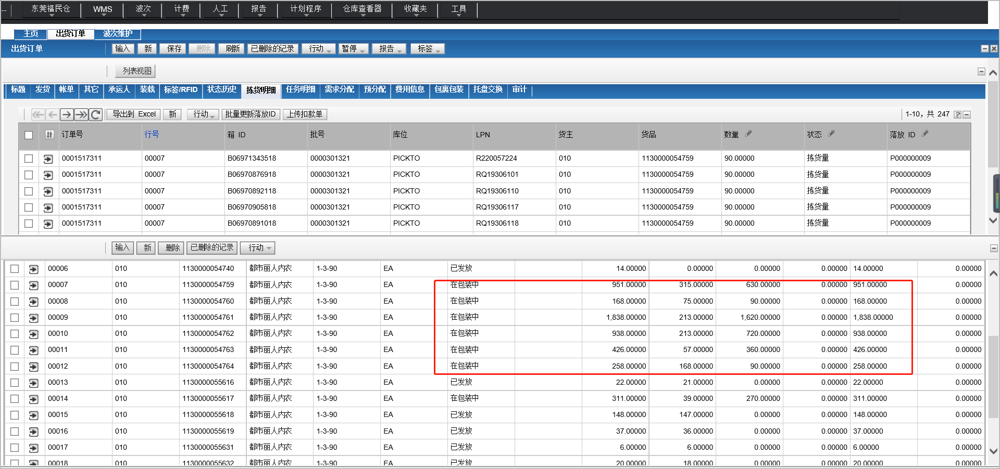 东莞福民仓 WMS 波次 计费 人工 报告 计划程序 仓库查看器 收藏夹 工具
主页 出货订单 波次维护
出货订单 输入 新 保存 删除 刷新 已删除的记录 行动 暂停 报告 标签
列表视图
标题 发货 帐单 其它 承运人 装载 标签/RFID 状态历史 拣货明细 任务明细 需求分配 预分配 费用信息 包裹包装 托盘交换 审计
导出到 Excel 新 行动 批量更新落放ID 上传扣款单 1-10，共 247
订单号 行号 箱 ID 批号 库位 LPN 货主 货品 数量 状态 落放 ID
0001517311 00007 B06971343518 0000301321 PICKTO R220057224 010 1130000054759 90.00000 拣货量 P000000009
0001517311 00007 B06970876918 0000301321 PICKTO RQ19306101 010 1130000054759 90.00000 拣货量 P000000009
0001517311 00007 B06970892118 0000301321 PICKTO RQ19306110 010 1130000054759 90.00000 拣货量 P000000009
0001517311 00007 B06970905818 0000301321 PICKTO RQ19306117 010 1130000054759 90.00000 拣货量 P000000009
0001517311 00007 B06970891018 0000301321 PICKTO RQ19306118 010 1130000054759 90.00000 拣货量 P000000009
输入 新 删除 已删除的记录 行动
00006 010 1130000054740 都市丽人内衣 1-3-90 EA 已发放 14.00000 0.00000 0.00000 0.00000 14.00000 0.00000
00007 010 1130000054759 都市丽人内衣 1-3-90 EA 在包装中 951.00000 315.00000 630.00000 0.00000 951.00000 0.00000
00008 010 1130000054760 都市丽人内衣 1-3-90 EA 在包装中 168.00000 75.00000 90.00000 0.00000 168.00000 0.00000
00009 010 1130000054761 都市丽人内衣 1-3-90 EA 在包装中 1,838.00000 213.00000 1,620.00000 0.00000 1,838.00000 0.00000
00010 010 1130000054762 都市丽人内衣 1-3-90 EA 在包装中 938.00000 213.00000 720.00000 0.00000 938.00000 0.00000
00011 010 1130000054763 都市丽人内衣 1-3-90 EA 在包装中 426.00000 57.00000 360.00000 0.00000 426.00000 0.00000
00012 010 1130000054764 都市丽人内衣 1-3-90 EA 在包装中 258.00000 168.00000 90.00000 0.00000 258.00000 0.00000
00013 010 1130000055616 都市丽人内衣 1-3-90 EA 已发放 22.00000 21.00000 0.00000 0.00000 22.00000 0.00000
00014 010 1130000055617 都市丽人内衣 1-3-90 EA 在包装中 311.00000 39.00000 270.00000 0.00000 311.00000 0.00000
00015 010 1130000055618 都市丽人内衣 1-3-90 EA 已发放 148.00000 147.00000 0.00000 0.00000 148.00000 0.00000
00016 010 1130000055619 都市丽人内衣 1-3-90 EA 已发放 37.00000 36.00000 0.00000 0.00000 37.00000 0.00000
00017 010 1130000055631 都市丽人内衣 1-3-90 EA 已发放 6.00000 6.00000 0.00000 0.00000 6.00000 0.00000
00018 010 1130000055632 都市丽人内衣 1-3-90 EA 已发放 20.00000 18.00000 0.00000 0.00000 20.00000 0.00000